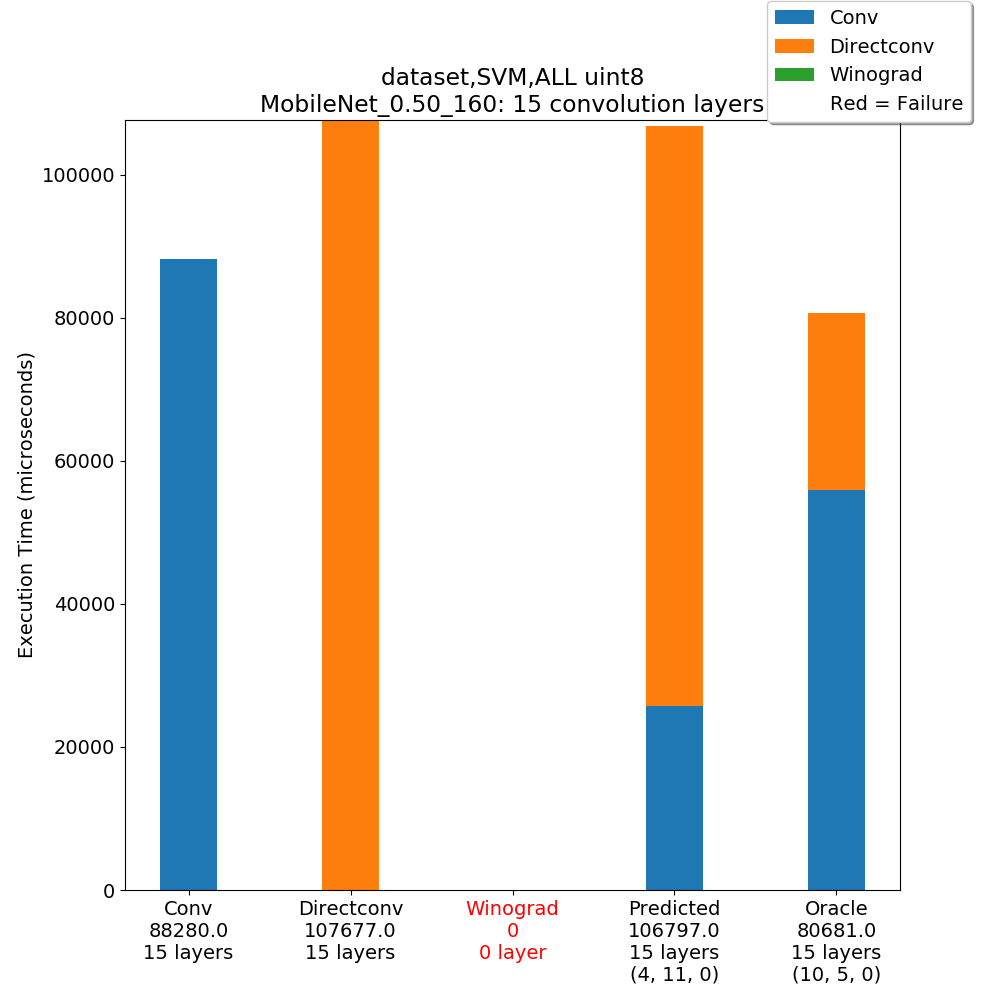 Conv
Directconv
Winograd
Red = Failure
dataset,SVM,ALL uint8
MobileNet_0.50_160: 15 convolution layers
Execution Time (microseconds)
100000
80000
60000
40000
20000
0
Conv
88280.0
15 layers
Directconv
107677.0
15 layers
Winograd
0
0 layer
Predicted
106797.0
15 layers
(4, 11, 0)
Oracle
80681.0
15 layers
(10, 5, 0)